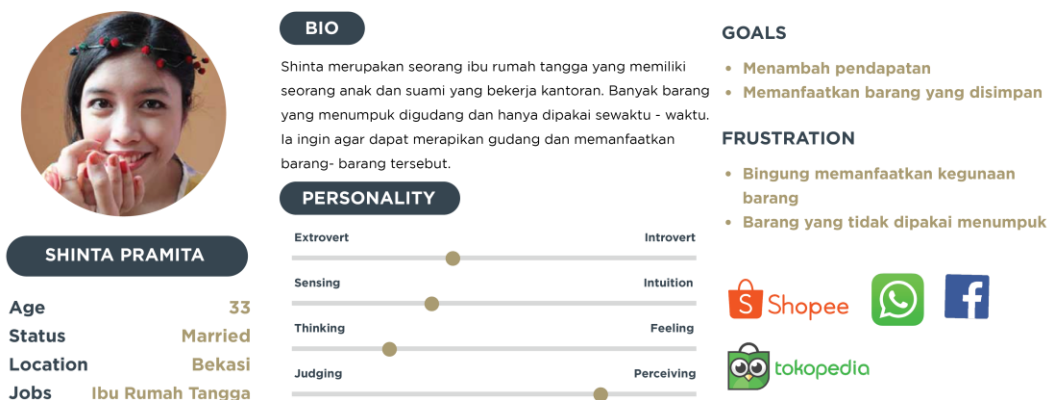 SHINTA PRAMITA
Age 33
Status Married
Location Bekasi
Jobs Ibu Rumah Tangga
BIO
Shinta merupakan seorang ibu rumah tangga yang memiliki
seorang anak dan suami yang bekerja kantoran. Banyak barang
yang menumpuk digudang dan hanya dipakai sewaktu - waktu.
Ia ingin agar dapat merapikan gudang dan memanfaatkan
barang- barang tersebut.
PERSONALITY
Extrovert Introvert
Sensing Intuition
Thinking Feeling
Judging Perceiving
GOALS
• Menambah pendapatan
• Memanfaatkan barang yang disimpan
FRUSTRATION
• Bingung memanfaatkan kegunaan
barang
• Barang yang tidak dipakai menumpuk
S Shopee
f
tokopedia